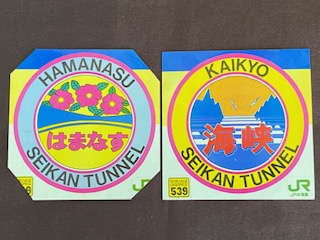 HAMANASU
はまなす
SEIKAN TUNNEL
JR
KAIKYO
海峡
SEIKAN TUNNEL
539
JR